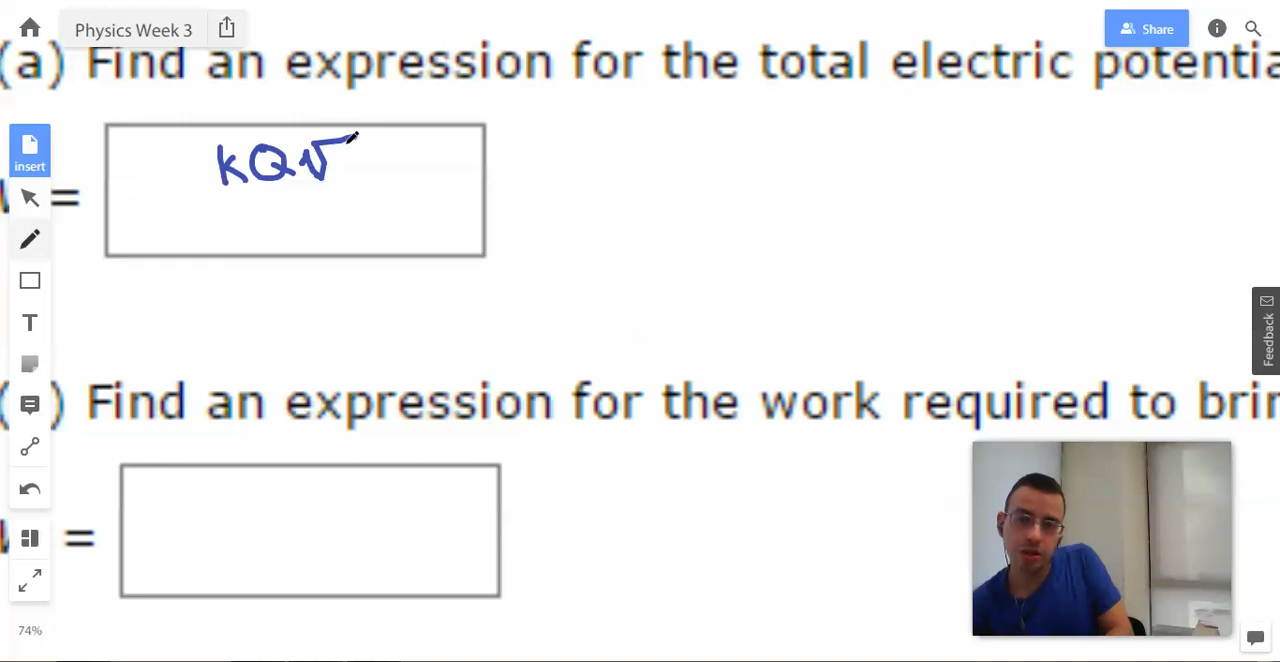 Physics Week 3
Share
(a) Find an expression for the total electric potentia
insert
kQ√
=
Feedback
) Find an expression for the work required to brin
=
T
74%